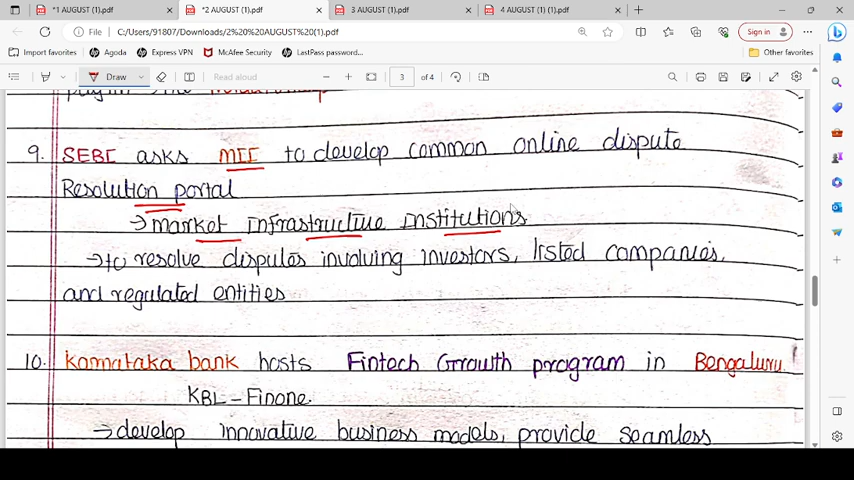 *1 AUGUST (1).pdf
*2 AUGUST (1).pdf
3 AUGUST (1).pdf
4 AUGUST (1).pdf
File
C:/Users/91807/Downloads/2%20%20AUGUST%20(1).pdf
Sign in
Import favorites
Agoda
Express VPN
McAfee Security
LastPass password...
Other favorites
Draw
Read aloud
3
of 4
9. SEBI asks MII to develop common online dispute
Resolution portal
→ market infrastructure institutions
→ to resolve disputes involving investors, listed companies,
and regulated entities
10. Karnataka bank hosts Fintech Growth program in Bengaluru
KBL - Finone
→ develop innovative business models, provide seamless